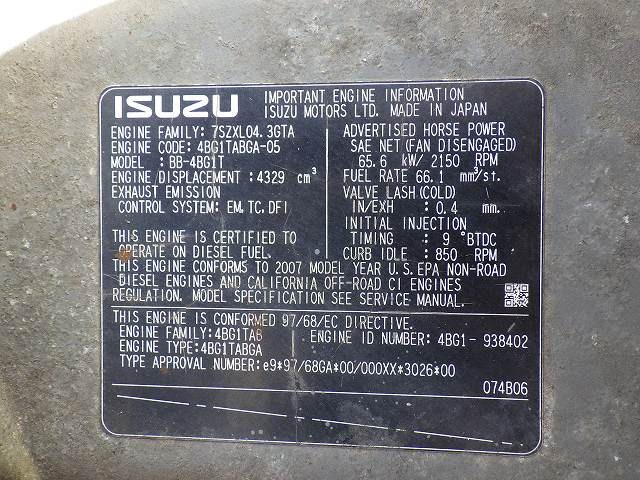 ISUZU
IMPORTANT ENGINE INFORMATION
ISUZU MOTORS LTD. MADE IN JAPAN
ENGINE FAMILY: 7SZXL04.3GTA
ENGINE CODE: 4BG1TABGA-05
MODEL : BB-4BG1T
ENGINE/DISPLACEMENT: 4329 cm³
EXHAUST EMISSION
CONTROL SYSTEM: EM,TC,DFI
THIS ENGINE IS CERTIFIED TO
OPERATE ON DIESEL FUEL.
ADVERTISED HORSE POWER
SAE NET(FAN DISENGAGED)
65.6 kW/ 2150 RPM
FUEL RATE 66.1 mm³/st.
VALVE LASH(COLD)
IN/EXH : 0.4 mm.
INITIAL INJECTION
TIMING : 9 °BTDC
CURB IDLE : 850 RPM
THIS ENGINE CONFORMS TO 2007 MODEL YEAR U.S.EPA NON-ROAD
DIESEL ENGINES AND CALIFORNIA OFF-ROAD CI ENGINES
REGULATION. MODEL SPECIFICATION SEE SERVICE MANUAL.
THIS ENGINE IS CONFORMED 97/68/EC DIRECTIVE.
ENGINE FAMILY:4BG1TAB
ENGINE ID NUMBER: 4BG1- 938402
ENGINE TYPE:4BG1TABGA
TYPE APPROVAL NUMBER:e9*97/68GA*00/000XX*3026*00
074B06